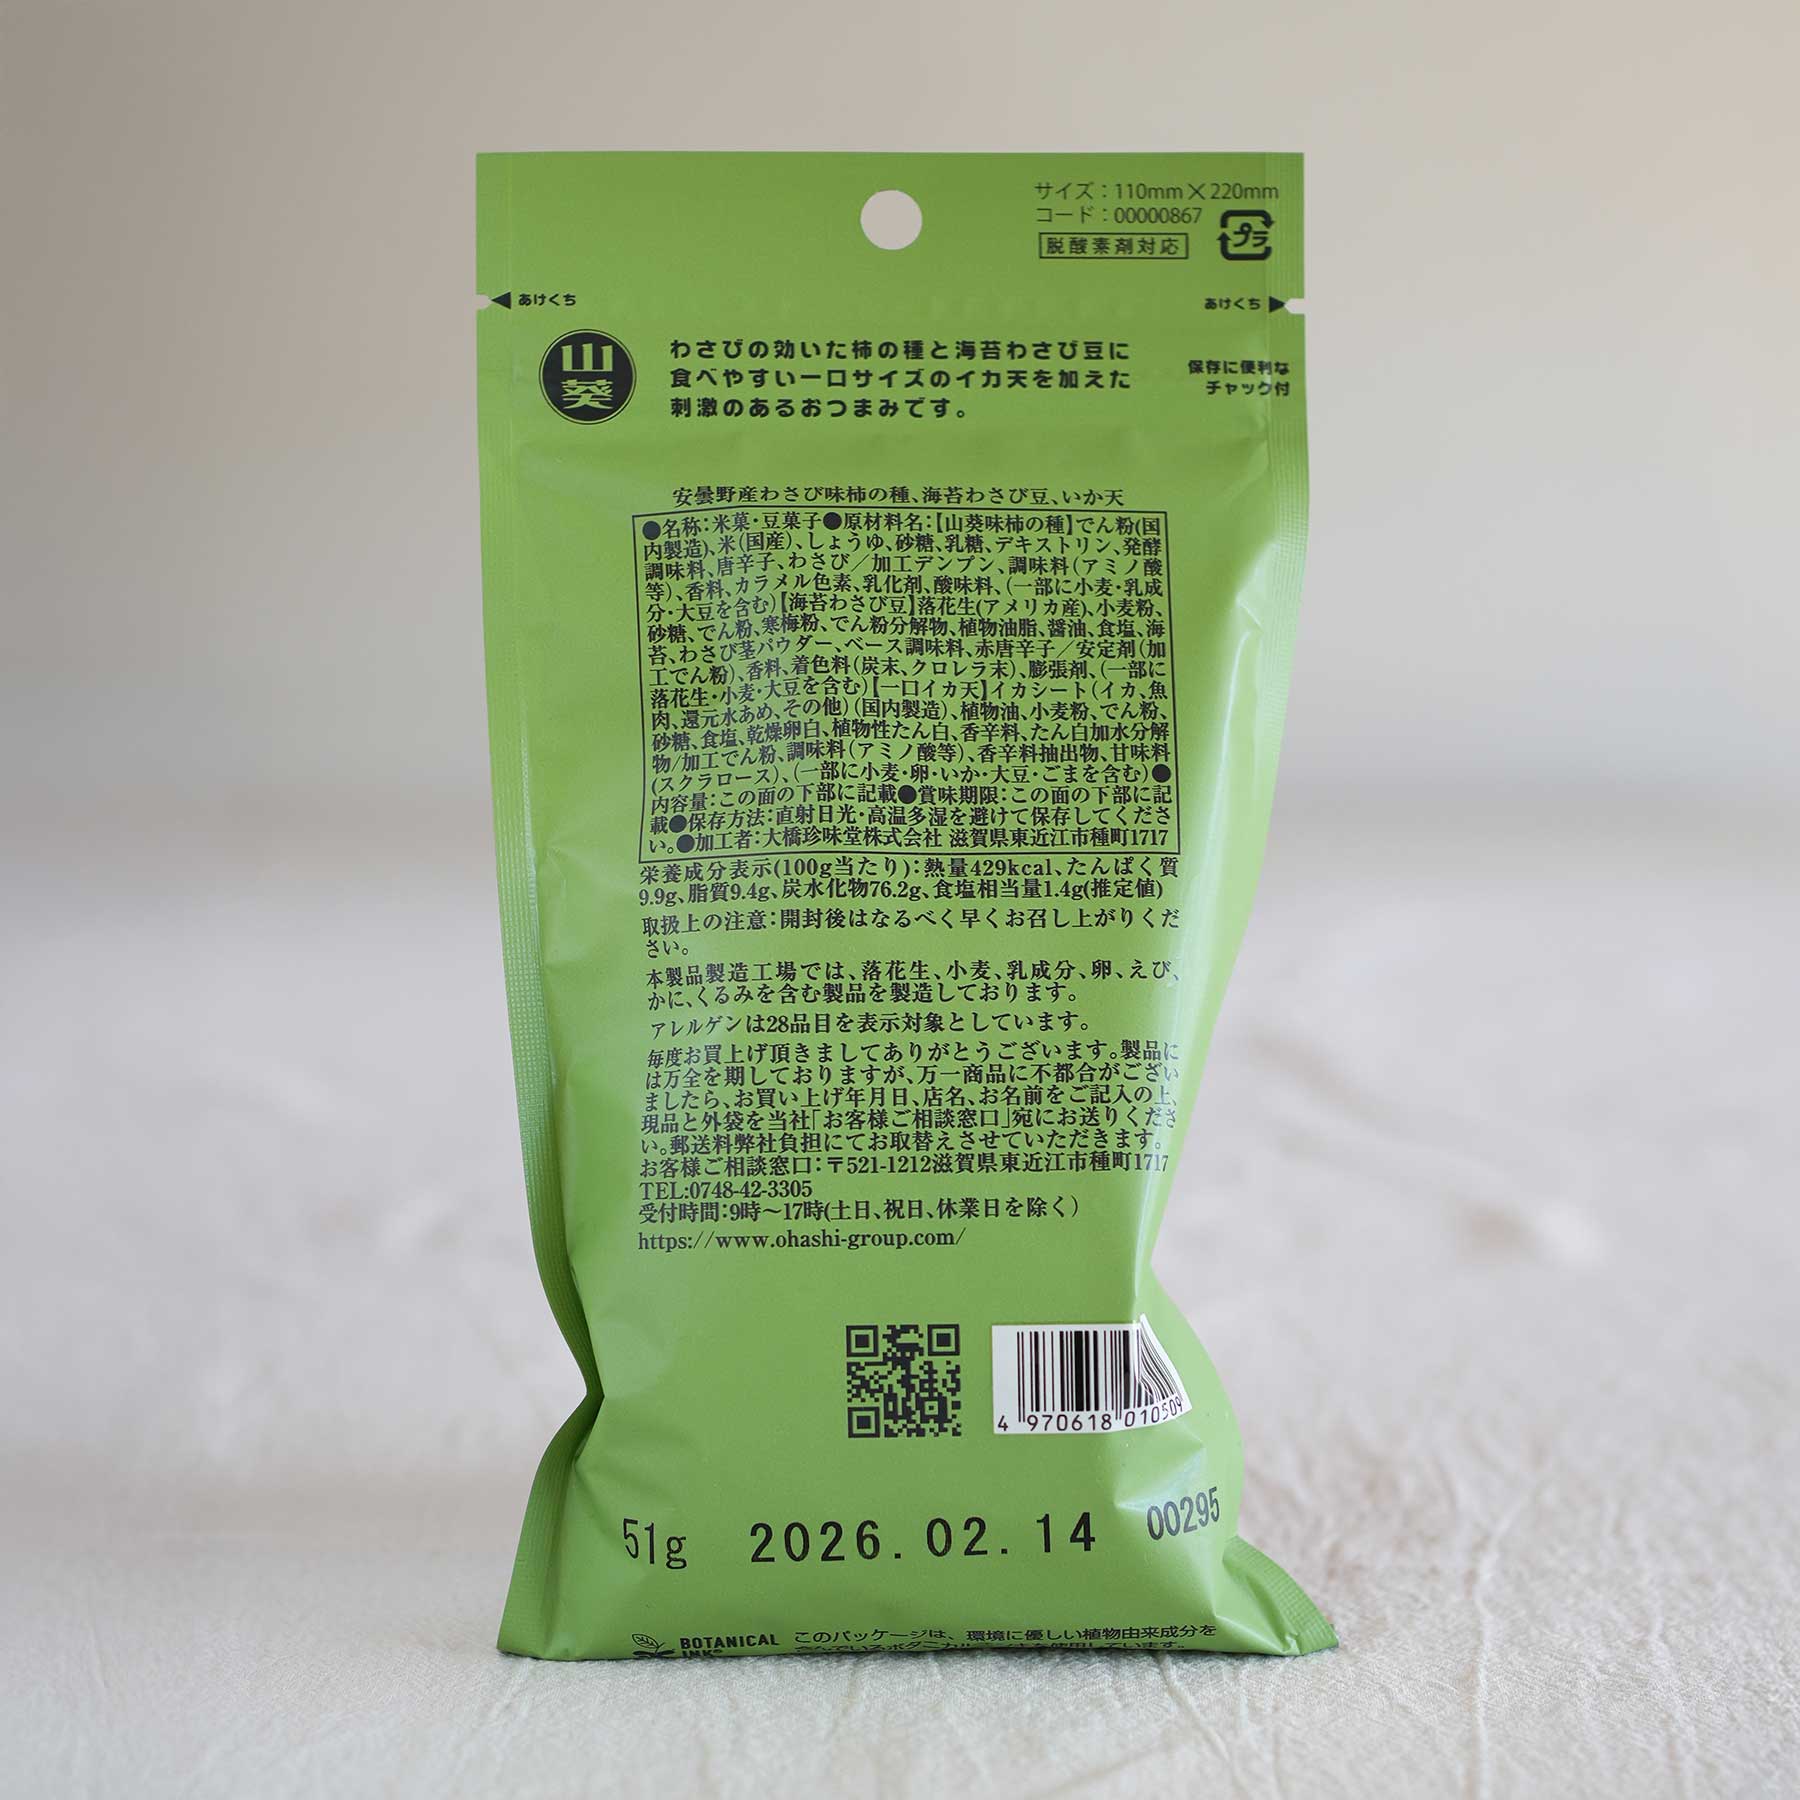 サイズ：110mm×220mm
コード：00000867
脱酸素剤対応
プラ
あけくち
あけくち
山葵
わさびの効いた柿の種と海苔わさび豆に
食べやすい一口サイズのイカ天を加えた
刺激のあるおつまみです。
保存に便利な
チャック付
安曇野産わさび味柿の種、海苔わさび豆、いか天
●名称：米菓・豆菓子●原材料名：【山葵味柿の種】でん粉(国
内製造)、米(国産)、しょうゆ、砂糖、乳糖、デキストリン、発酵
調味料、唐辛子、わさび／加工デンプン、調味料(アミノ酸
等)、香料、カラメル色素、乳化剤、酸味料、(一部に小麦・乳成
分・大豆を含む)【海苔わさび豆】落花生(アメリカ産)、小麦粉、
砂糖、でん粉、寒梅粉、でん粉分解物、植物油脂、醤油、食塩、海
苔、わさび茎パウダー、ベース調味料、赤唐辛子／安定剤(加
工でん粉)、香料、着色料(炭末、クロレラ末)、膨張剤、(一部に
落花生・小麦・大豆を含む)【一口イカ天】イカシート(イカ、魚
肉、還元水あめ、その他)(国内製造)、植物油、小麦粉、でん粉、
砂糖、食塩、乾燥卵白、植物性たん白、香辛料、たん白加水分解
物/加工でん粉、調味料(アミノ酸等)、香辛料抽出物、甘味料
(スクラロース)、(一部に小麦・卵・いか・大豆・ごまを含む)●
内容量：この面の下部に記載●賞味期限：この面の下部に記
載●保存方法：直射日光・高温多湿を避けて保存してくださ
い。●加工者：大橋珍味堂株式会社 滋賀県東近江市種町1717
栄養成分表示(100g当たり)：熱量429kcal、たんぱく質
9.9g、脂質9.4g、炭水化物76.2g、食塩相当量1.4g(推定値)
取扱上の注意：開封後はなるべく早くお召し上がりくだ
さい。
本製品製造工場では、落花生、小麦、乳成分、卵、えび、
かに、くるみを含む製品を製造しております。
アレルゲンは28品目を表示対象としています。
毎度お買上げ頂きましてありがとうございます。製品に
は万全を期しておりますが、万一商品に不都合がござい
ましたら、お買い上げ年月日、店名、お名前をご記入の上、
現品と外袋を当社「お客様ご相談窓口」宛にお送りくださ
い。郵送料弊社負担にてお取替えさせていただきます。
お客様ご相談窓口：〒521-1212滋賀県東近江市種町1717
TEL:0748-42-3305
受付時間：9時～17時(土日、祝日、休業日を除く)
https://www.ohashi-group.com/
4 970618 010509
51g 2026.02.14 00295
BOTANICAL INK® このパッケージは、環境に優しい植物由来成分を
含んでいるボタニカルインキを使用しています。